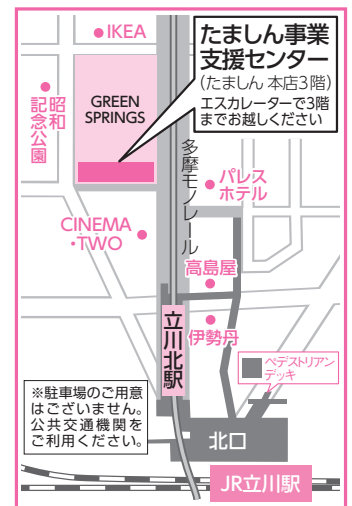 IKEA
たましん事業
支援センター
(たましん 本店3階)
エスカレーターで3階
までお越しください
昭和
記念公園
GREEN
SPRINGS
多摩モノレール
パレス
ホテル
CINEMA
・TWO
高島屋
伊勢丹
立川北駅
ペデストリアン
デッキ
※駐車場のご用意
はございません。
公共交通機関を
ご利用ください。
北口
JR立川駅